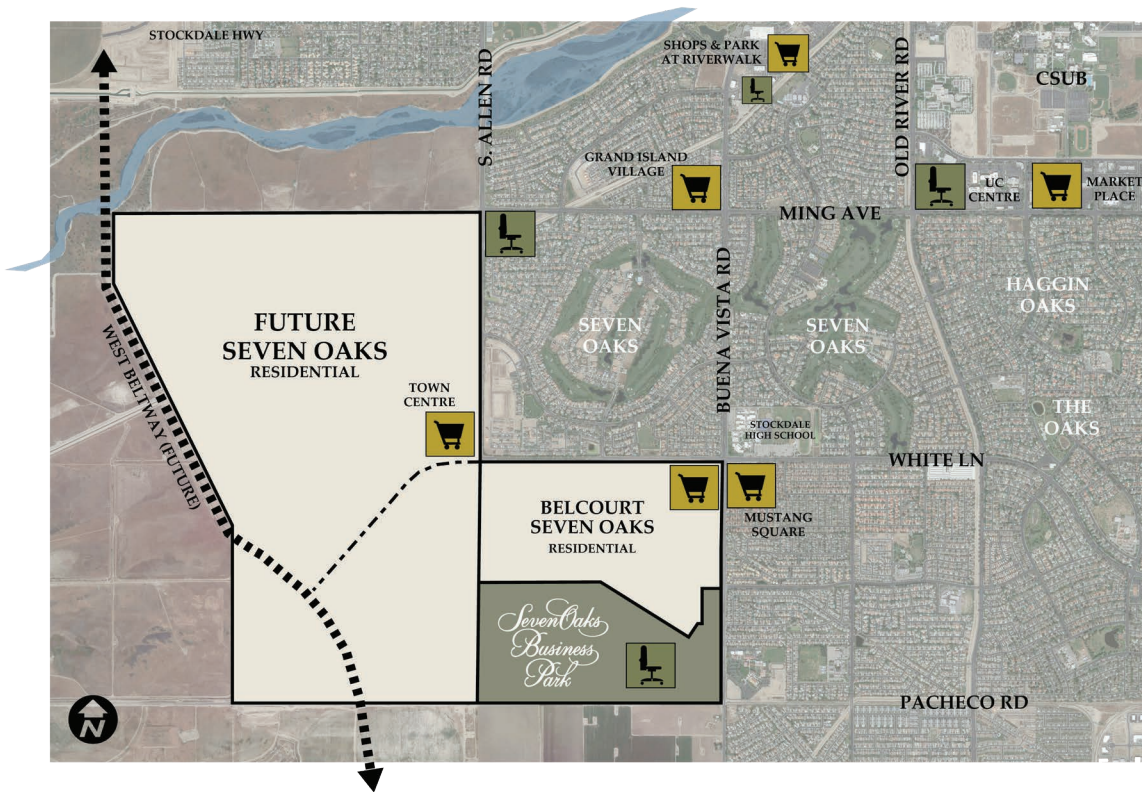 STOCKDALE HWY
S. ALLEN RD
SHOPS & PARK
AT RIVERWALK
OLD RIVER RD
CSUB
GRAND ISLAND
VILLAGE
UC
CENTRE
MARKET
PLACE
MING AVE
FUTURE
SEVEN OAKS
RESIDENTIAL
SEVEN
OAKS
BUENA VISTA RD
SEVEN
OAKS
HAGGIN
OAKS
WEST BELTWAY (FUTURE)
TOWN
CENTRE
STOCKDALE
HIGH SCHOOL
THE
OAKS
WHITE LN
BELCOURT
SEVEN OAKS
RESIDENTIAL
MUSTANG
SQUARE
SevenOaks
Business
Park
PACHECO RD
N